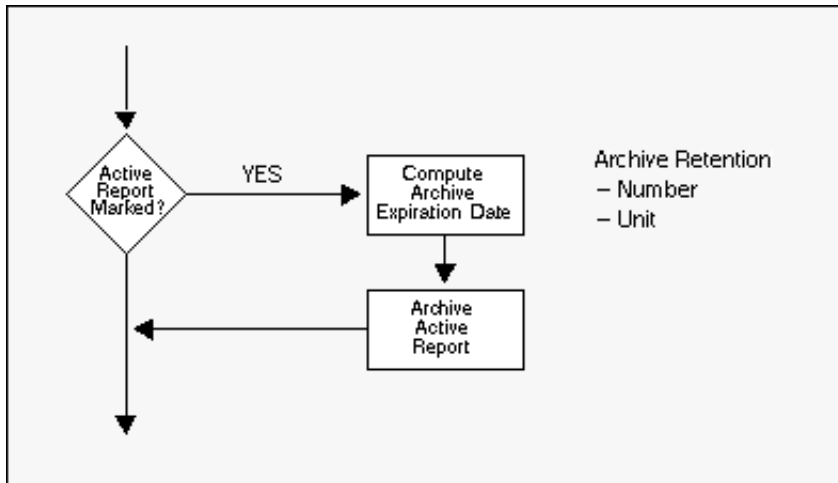 Active
Report
Marked?
YES
Compute
Archive
Expiration Date
Archive Retention
– Number
– Unit
Archive
Active
Report